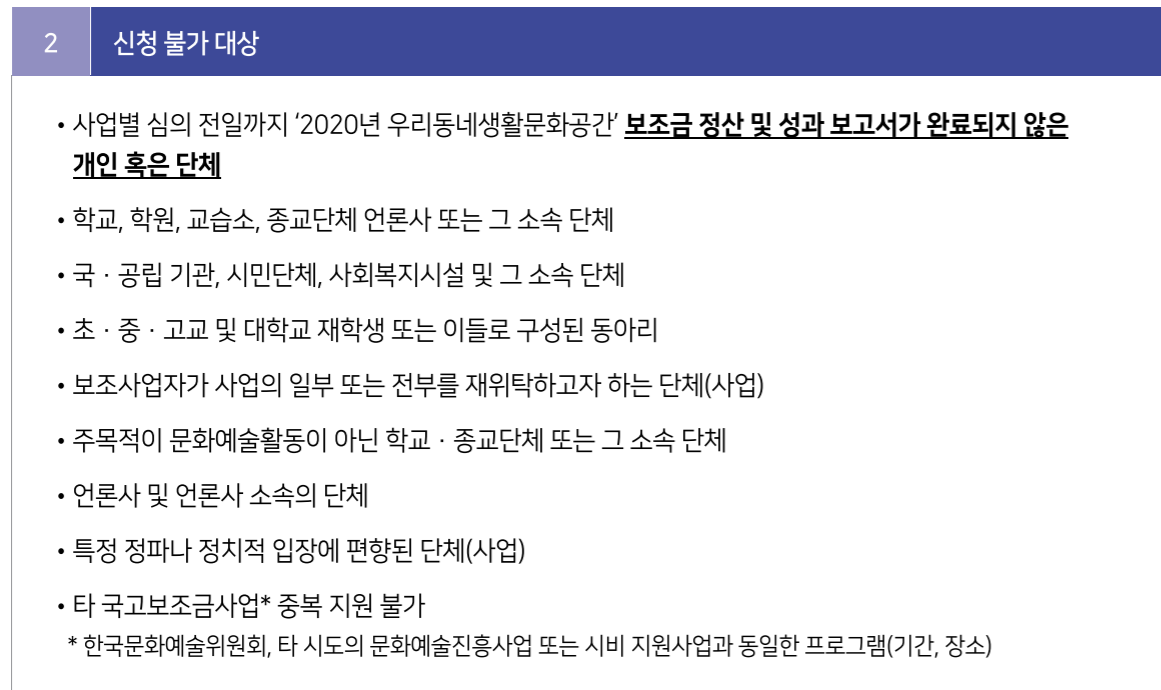 2 신청 불가 대상
• 사업별 심의 전일까지 ‘2020년 우리동네생활문화공간’ 보조금 정산 및 성과 보고서가 완료되지 않은
개인 혹은 단체
• 학교, 학원, 교습소, 종교단체 언론사 또는 그 소속 단체
• 국 · 공립 기관, 시민단체, 사회복지시설 및 그 소속 단체
• 초 · 중 · 고교 및 대학교 재학생 또는 이들로 구성된 동아리
• 보조사업자가 사업의 일부 또는 전부를 재위탁하고자 하는 단체(사업)
• 주목적이 문화예술활동이 아닌 학교 · 종교단체 또는 그 소속 단체
• 언론사 및 언론사 소속의 단체
• 특정 정파나 정치적 입장에 편향된 단체(사업)
• 타 국고보조금사업* 중복 지원 불가
* 한국문화예술위원회, 타 시도의 문화예술진흥사업 또는 시비 지원사업과 동일한 프로그램(기간, 장소)